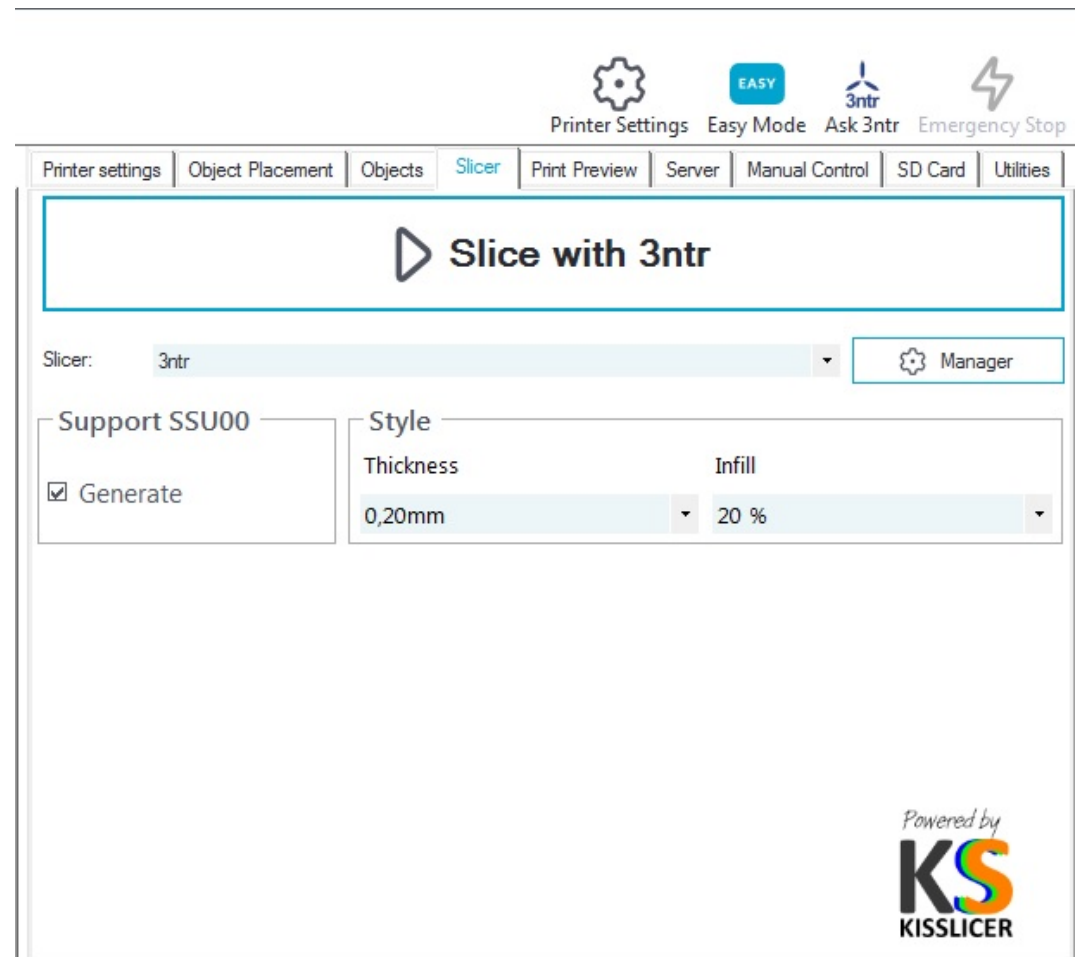 EASY
3ntr
Printer Settings Easy Mode Ask 3ntr Emergency Stop
Printer settings Object Placement Objects Slicer Print Preview Server Manual Control SD Card Utilities
Slice with 3ntr
Slicer: 3ntr Manager
Support SSU00 Style
Thickness Infill
Generate
0,20mm 20 %
Powered by
KS
KISSLICER